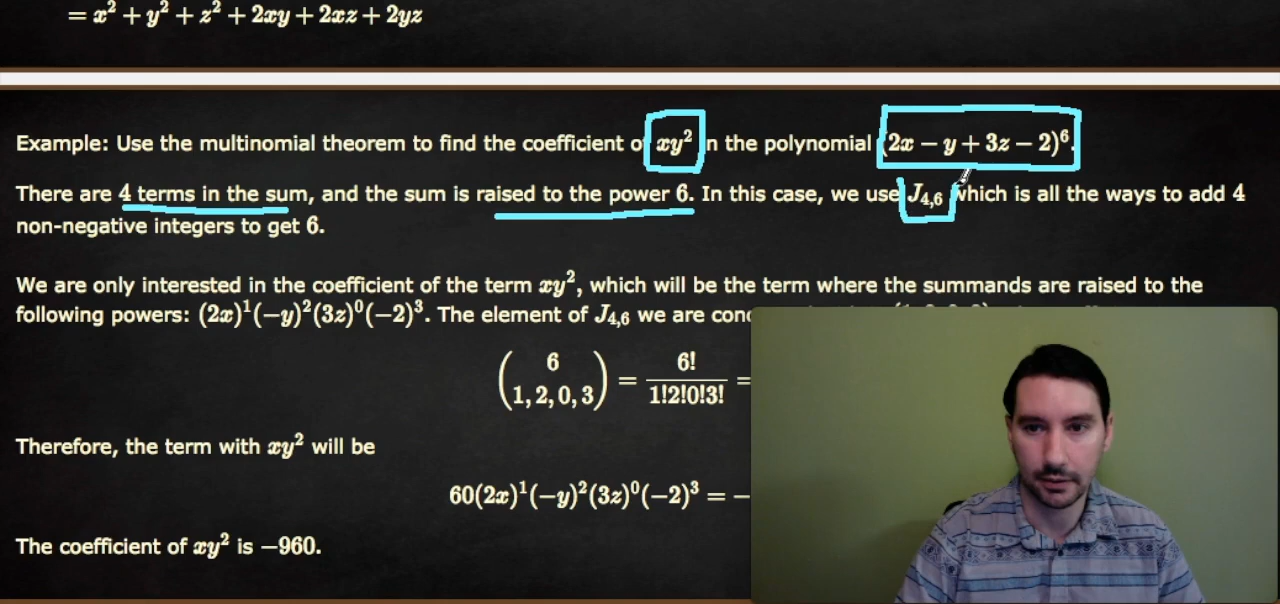 = x² + y² + z² + 2xy + 2xz + 2yz
Example: Use the multinomial theorem to find the coefficient of xy² in the polynomial (2x − y + 3z − 2)⁶.
There are 4 terms in the sum, and the sum is raised to the power 6. In this case, we use J₄,₆ which is all the ways to add 4
non-negative integers to get 6.
We are only interested in the coefficient of the term xy², which will be the term where the summands are raised to the
following powers: (2x)¹(−y)²(3z)⁰(−2)³. The element of J₄,₆ we are
(6 1, 2, 0, 3) = 6!/1!2!0!3! =
Therefore, the term with xy² will be
60(2x)¹(−y)²(3z)⁰(−2)³ = −
The coefficient of xy² is −960.